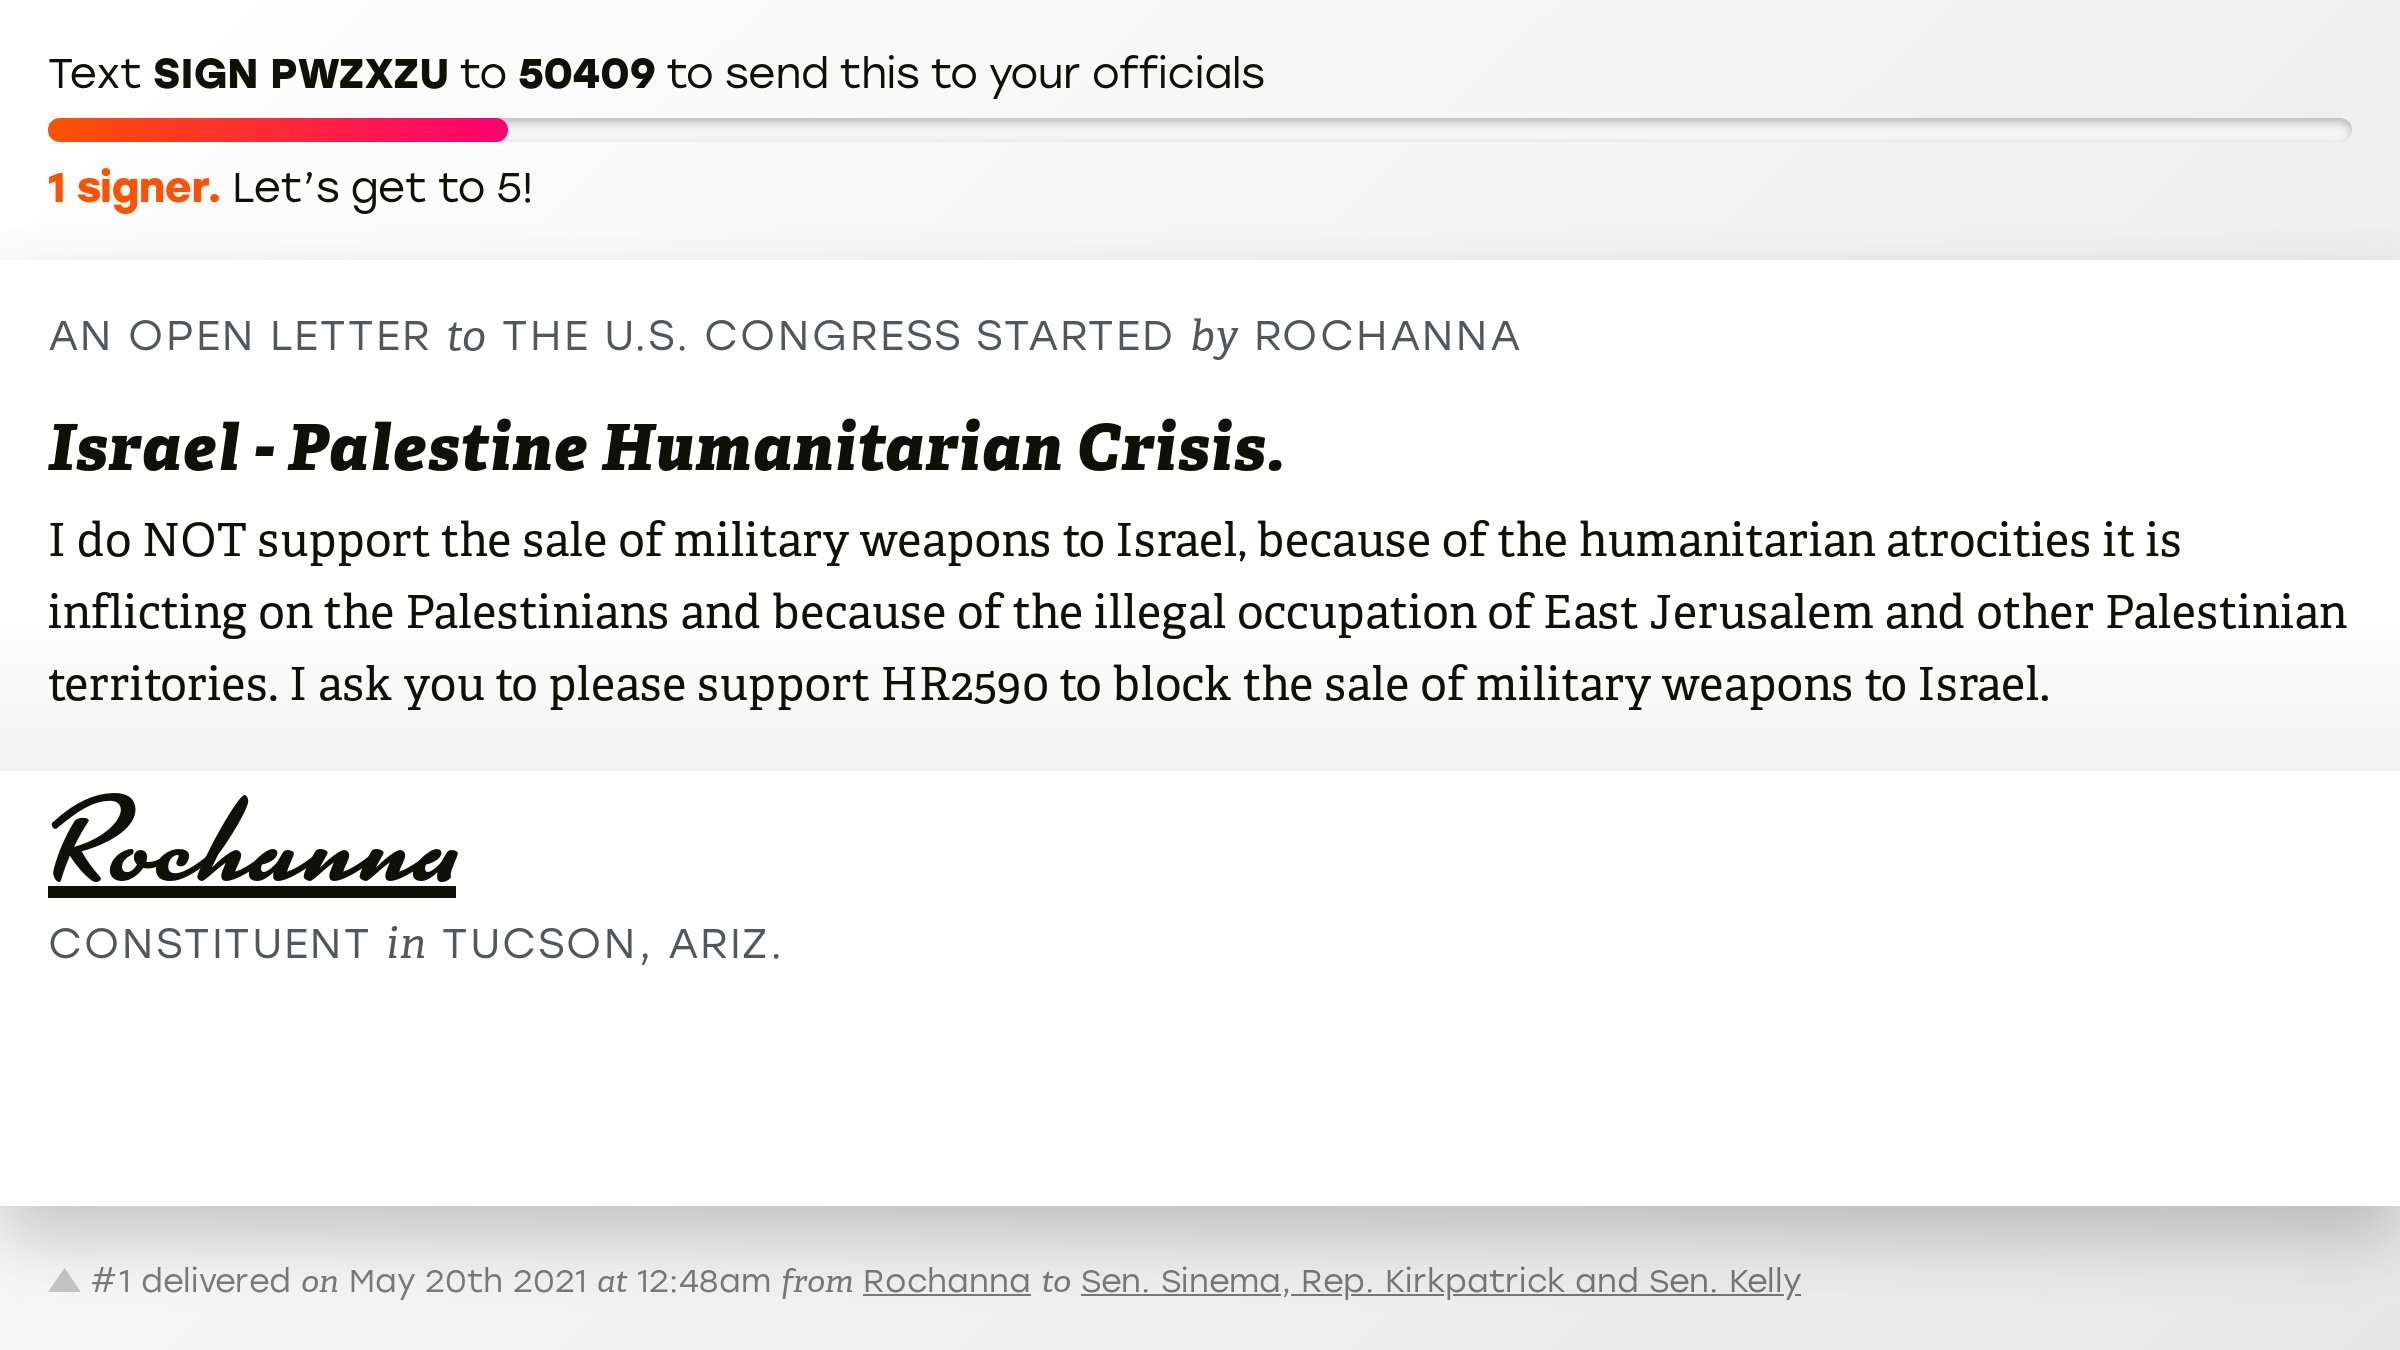 Text SIGN PWZXZU to 50409 to send this to your officials
1 signer. Let’s get to 5!
AN OPEN LETTER to THE U.S. CONGRESS STARTED by ROCHANNA
Israel - Palestine Humanitarian Crisis.
I do NOT support the sale of military weapons to Israel, because of the humanitarian atrocities it is
inflicting on the Palestinians and because of the illegal occupation of East Jerusalem and other Palestinian
territories. I ask you to please support HR2590 to block the sale of military weapons to Israel.
Rochanna
CONSTITUENT in TUCSON, ARIZ.
#1 delivered on May 20th 2021 at 12:48am from Rochanna to Sen. Sinema, Rep. Kirkpatrick and Sen. Kelly